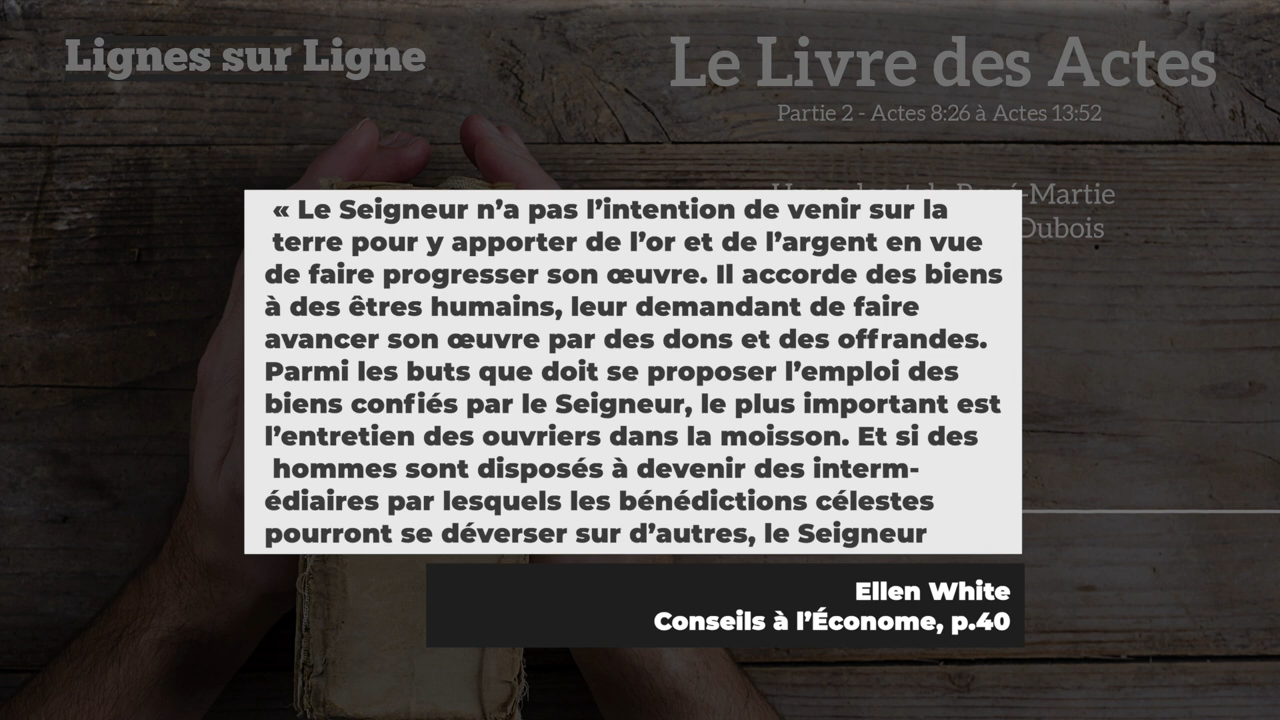 Lignes sur Ligne
Le Livre des Actes
Partie 2 - Actes 8:26 à Actes 13:52
-Martie
Dubois
« Le Seigneur n’a pas l’intention de venir sur la
terre pour y apporter de l’or et de l’argent en vue
de faire progresser son œuvre. Il accorde des biens
à des êtres humains, leur demandant de faire
avancer son œuvre par des dons et des offrandes.
Parmi les buts que doit se proposer l’emploi des
biens confiés par le Seigneur, le plus important est
l’entretien des ouvriers dans la moisson. Et si des
hommes sont disposés à devenir des interm-
édiaires par lesquels les bénédictions célestes
pourront se déverser sur d’autres, le Seigneur
Ellen White
Conseils à l’Économe, p.40